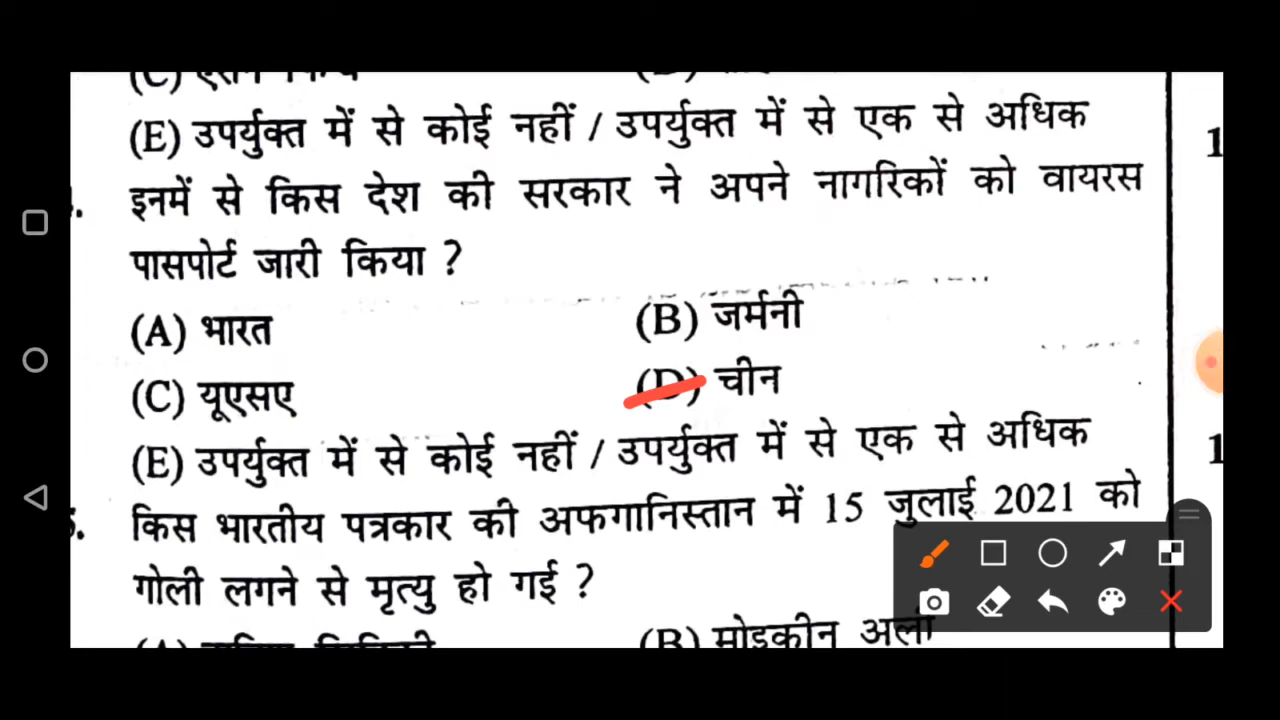 (E) उपर्युक्त में से कोई नहीं / उपर्युक्त में से एक से अधिक
इनमें से किस देश की सरकार ने अपने नागरिकों को वायरस
पासपोर्ट जारी किया ?
(A) भारत (B) जर्मनी
(C) यूएसए (D) चीन
(E) उपर्युक्त में से कोई नहीं / उपर्युक्त में से एक से अधिक
किस भारतीय पत्रकार की अफगानिस्तान में 15 जुलाई 2021 को
गोली लगने से मृत्यु हो गई ?
(B) मोइकीन अली